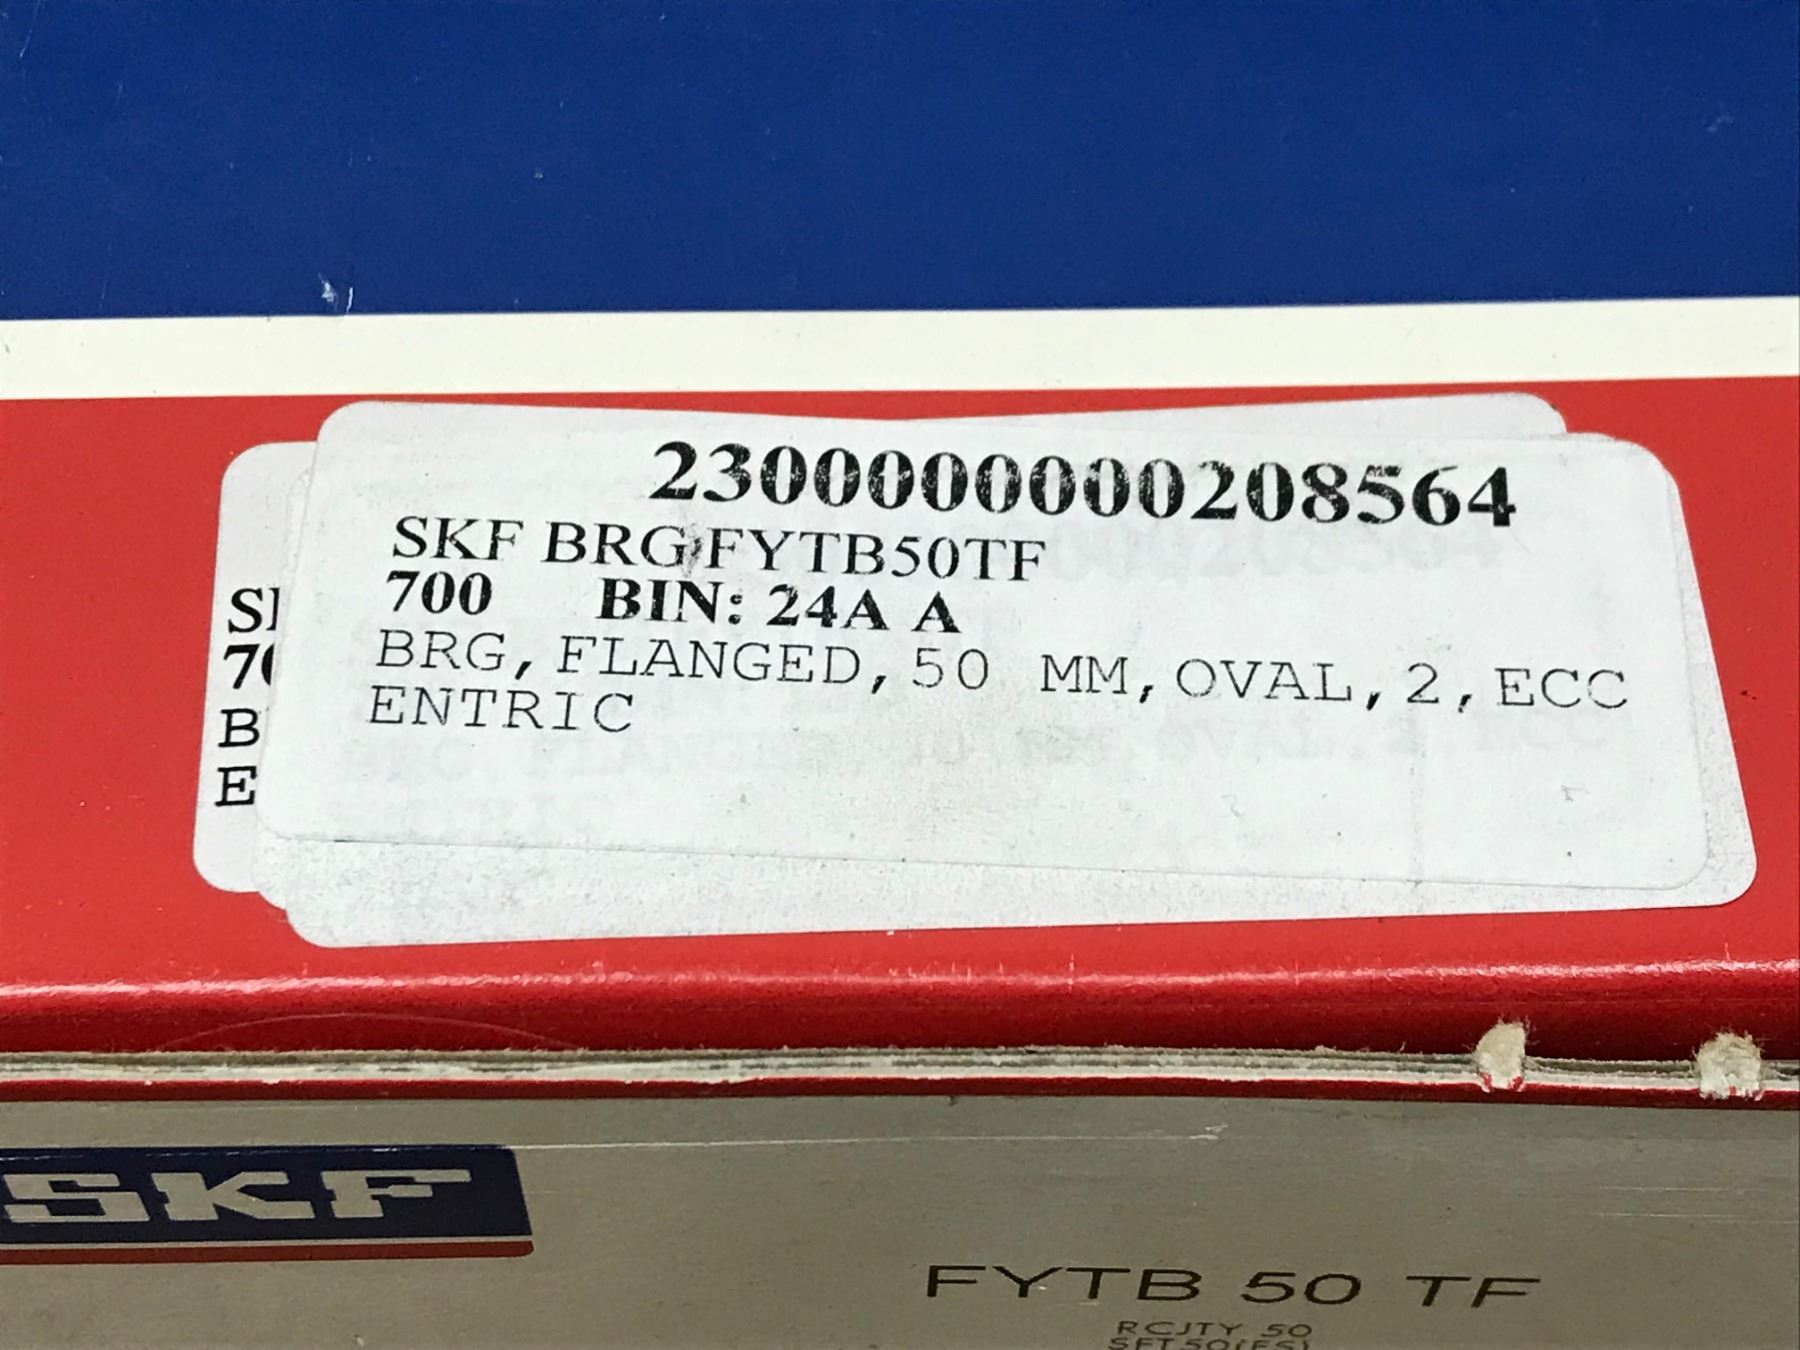 2300000000208564
SKF BRG FYTB50TF
700 BIN: 24A A
BRG, FLANGED, 50 MM, OVAL, 2, ECC
ENTRIC
B
E
SKF
FYTB 50 TF
RCJTY 50